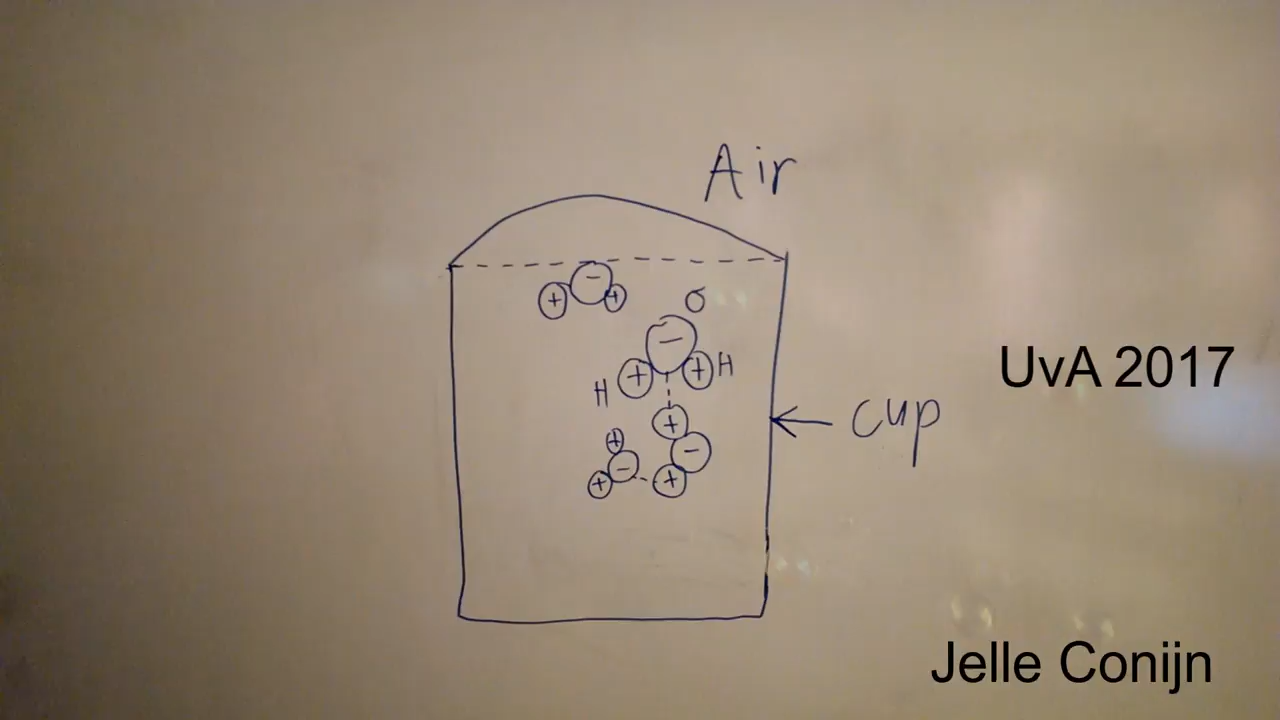 Air
-
+ +
O
-
+ + H
H
+
cup
+ -
-
+ +
UvA 2017
Jelle Conijn